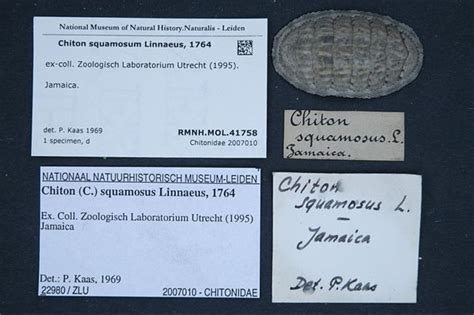 National Museum of Natural History.Naturalis - Leiden
Chiton squamosum Linnaeus, 1764
ex-coll. Zoologisch Laboratorium Utrecht (1995).
Jamaica.
det. P. Kaas 1969
1 specimen, d
RMNH.MOL.41758
Chitonidae 2007010
Chiton
squamosus. L.
Jamaica.
NATIONAAL NATUURHISTORISCH MUSEUM-LEIDEN
Chiton (C.) squamosus Linnaeus, 1764
Ex. Coll. Zoologisch Laboratorium Utrecht (1995)
Jamaica
Det.: P. Kaas, 1969
22980 / ZLU
2007010 - CHITONIDAE
Chiton
squamosus L.
–
Jamaica
Det. P. Kaas